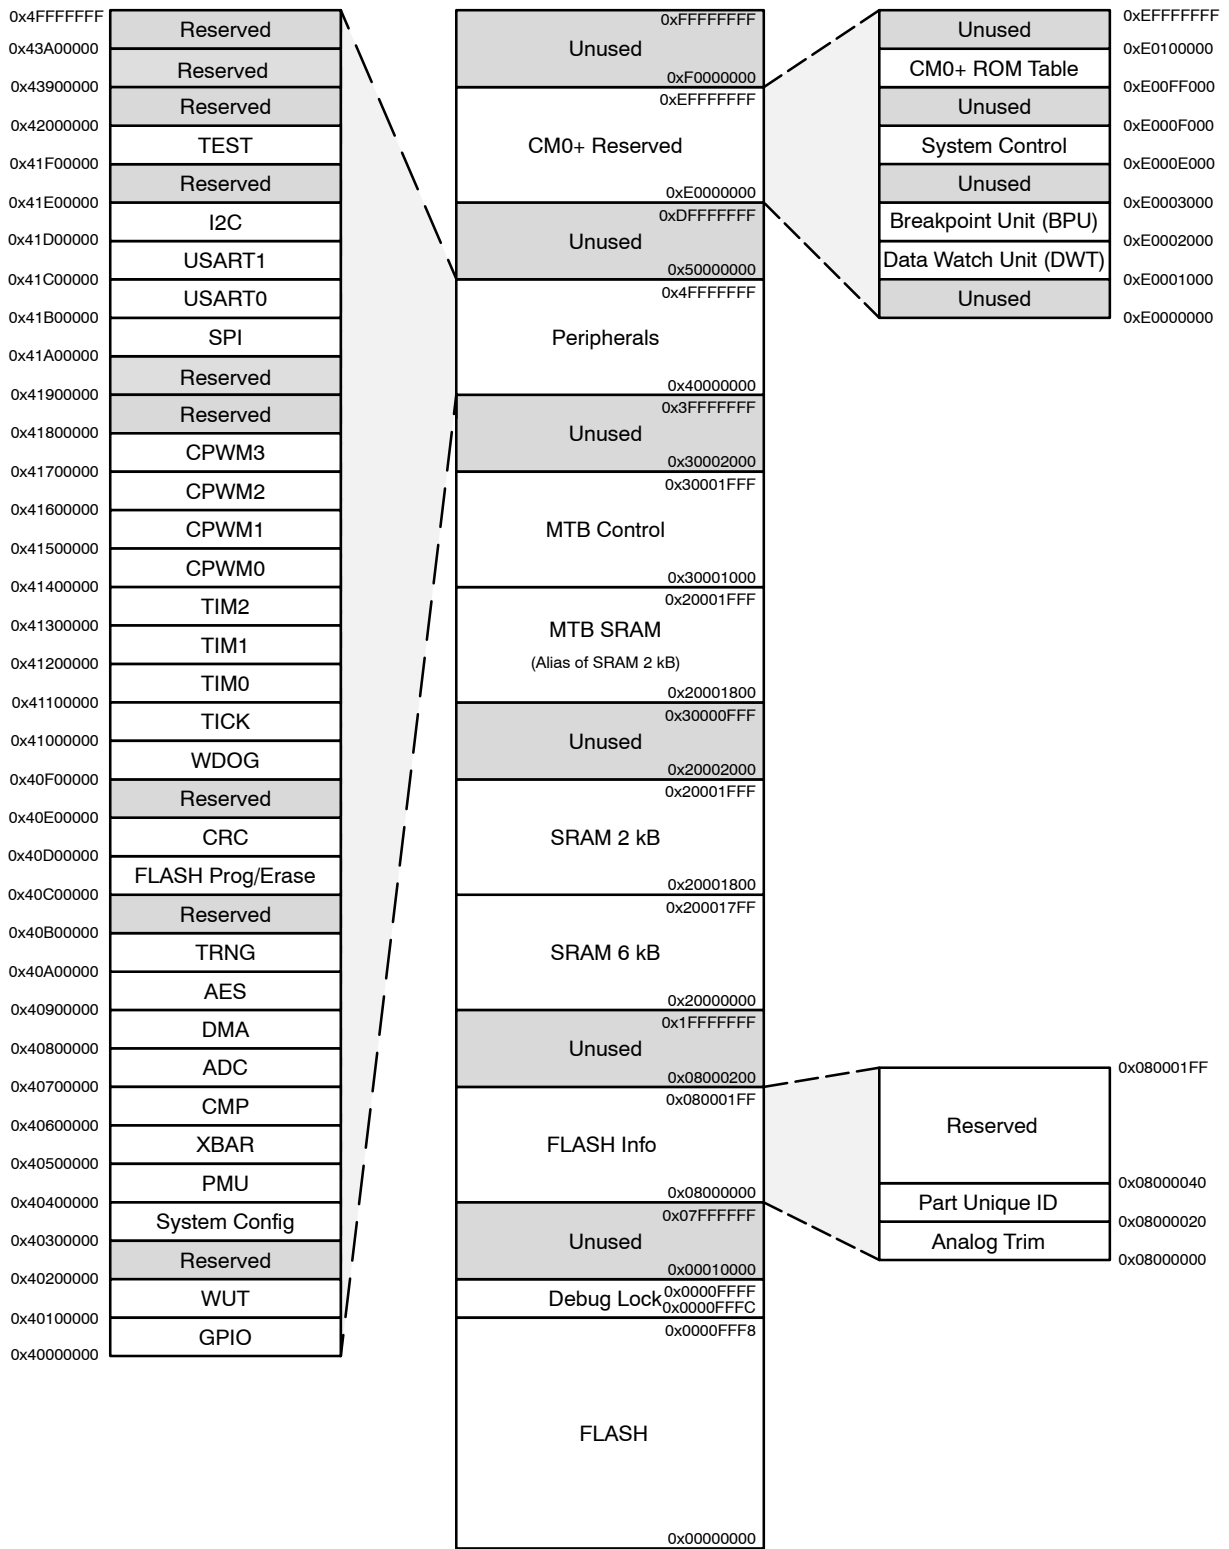 0x4FFFFFFF
Reserved
0x43A00000
Reserved
0x43900000
Reserved
0x42000000
TEST
0x41F00000
Reserved
0x41E00000
I2C
0x41D00000
USART1
0x41C00000
USART0
0x41B00000
SPI
0x41A00000
Reserved
0x41900000
Reserved
0x41800000
CPWM3
0x41700000
CPWM2
0x41600000
CPWM1
0x41500000
CPWM0
0x41400000
TIM2
0x41300000
TIM1
0x41200000
TIM0
0x41100000
TICK
0x41000000
WDOG
0x40F00000
Reserved
0x40E00000
CRC
0x40D00000
FLASH Prog/Erase
0x40C00000
Reserved
0x40B00000
TRNG
0x40A00000
AES
0x40900000
DMA
0x40800000
ADC
0x40700000
CMP
0x40600000
XBAR
0x40500000
PMU
0x40400000
System Config
0x40300000
Reserved
0x40200000
WUT
0x40100000
GPIO
0x40000000
0xFFFFFFFF
Unused
0xF0000000
0xEFFFFFFF
CM0+ Reserved
0xE0000000
0xDFFFFFFF
Unused
0x50000000
0x4FFFFFFF
Peripherals
0x40000000
0x3FFFFFFF
Unused
0x30002000
0x30001FFF
MTB Control
0x30001000
0x20001FFF
MTB SRAM
(Alias of SRAM 2 kB)
0x20001800
0x30000FFF
Unused
0x20002000
0x20001FFF
SRAM 2 kB
0x20001800
0x200017FF
SRAM 6 kB
0x20000000
0x1FFFFFFF
Unused
0x08000200
0x080001FF
FLASH Info
0x08000000
0x07FFFFFF
Unused
0x00010000
0x0000FFFF
Debug Lock
0x0000FFFC
0x0000FFF8
FLASH
0x00000000
0xEFFFFFFF
Unused
0xE0100000
CM0+ ROM Table
0xE00FF000
Unused
0xE000F000
System Control
0xE000E000
Unused
0xE0003000
Breakpoint Unit (BPU)
0xE0002000
Data Watch Unit (DWT)
0xE0001000
Unused
0xE0000000
0x080001FF
Reserved
0x08000040
Part Unique ID
0x08000020
Analog Trim
0x08000000